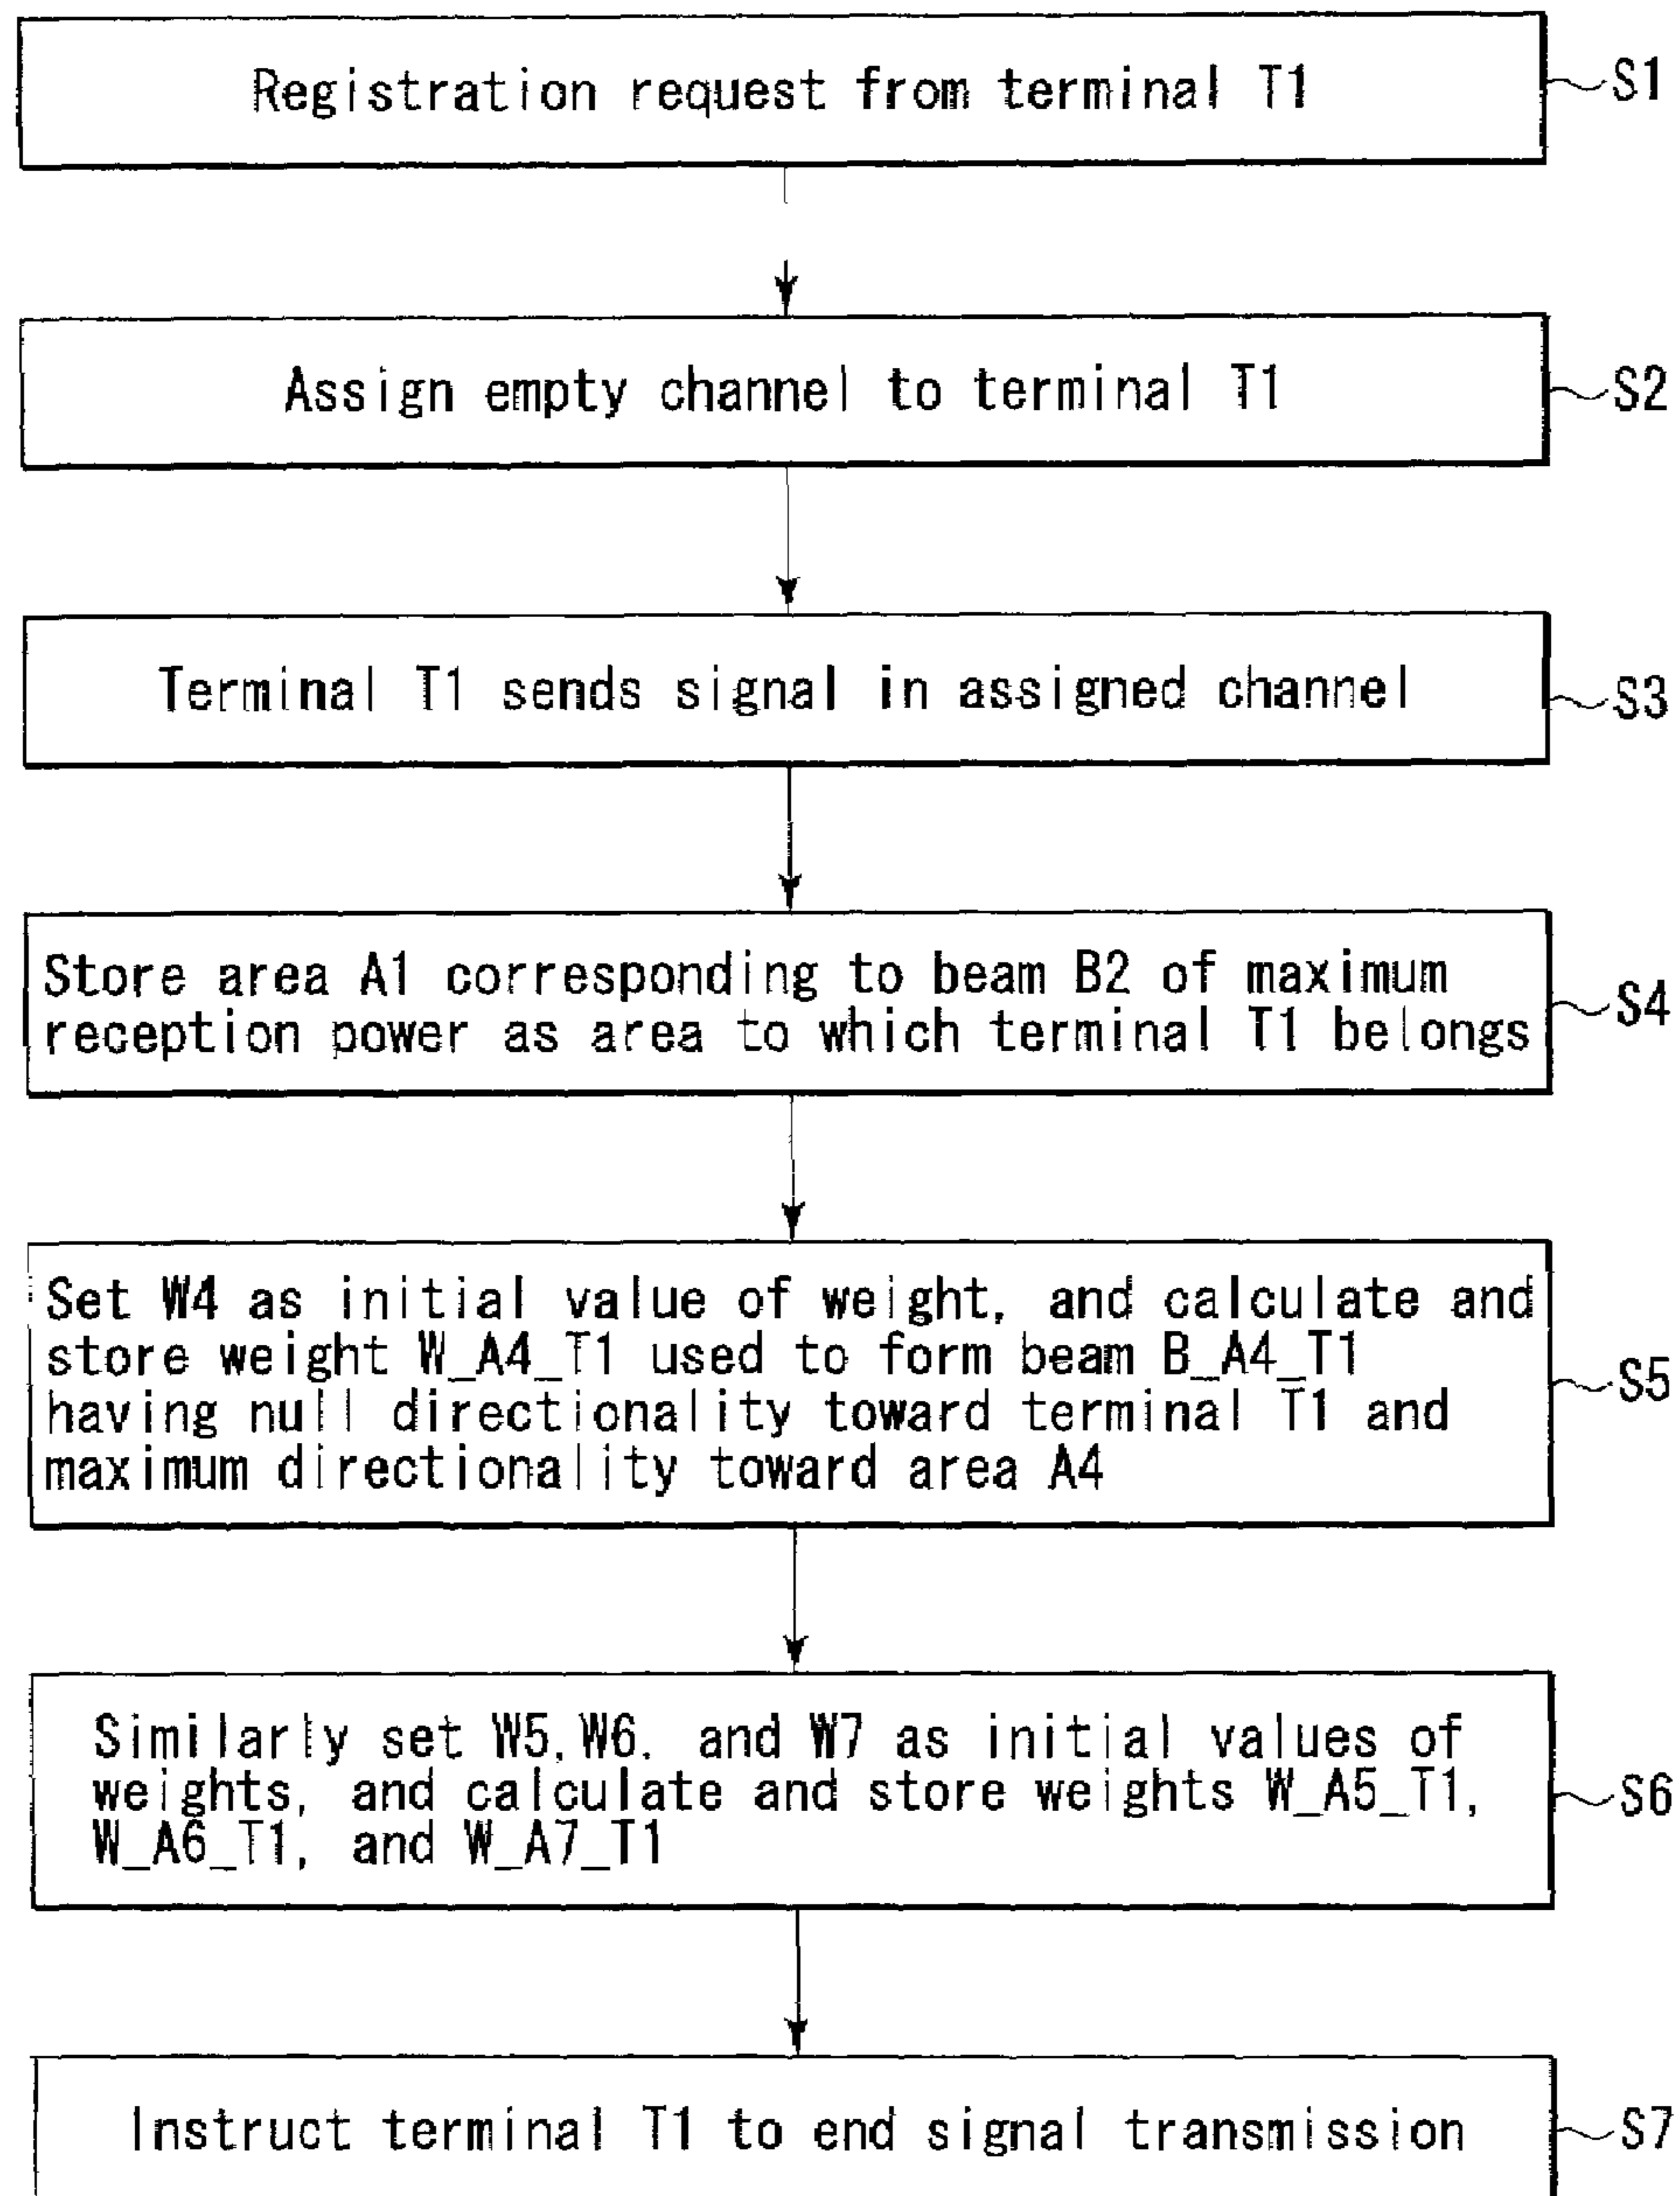 Registration request from terminal T1
S1
Assign empty channel to terminal T1
S2
Terminal T1 sends signal in assigned channel
S3
Store area A1 corresponding to beam B2 of maximum
reception power as area to which terminal T1 belongs
S4
Set W4 as initial value of weight, and calculate and
store weight W_A4_T1 used to form beam B_A4_T1
having null directionality toward terminal T1 and
maximum directionality toward area A4
S5
Similarly set W5,W6, and W7 as initial values of
weights, and calculate and store weights W_A5_T1,
W_A6_T1, and W_A7_T1
S6
Instruct terminal T1 to end signal transmission
S7